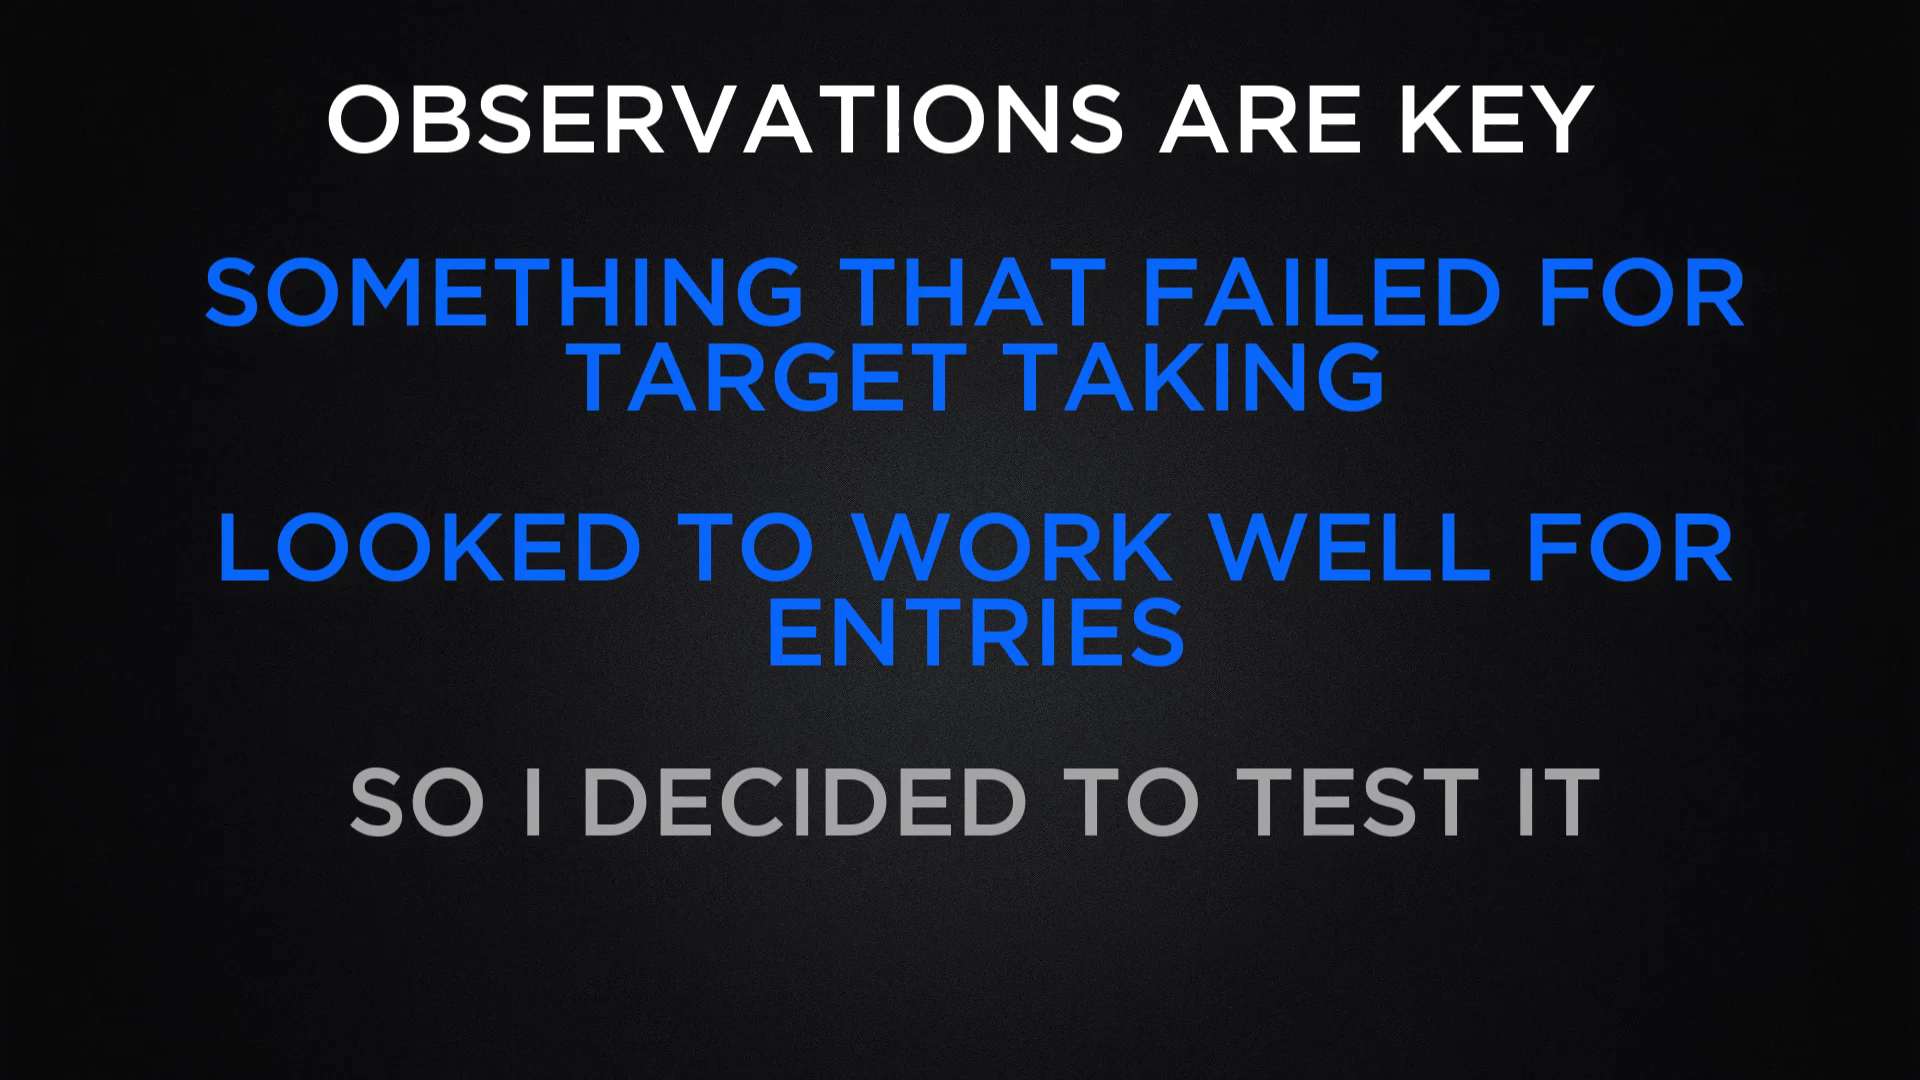 OBSERVATIONS ARE KEY
SOMETHING THAT FAILED FOR
TARGET TAKING
LOOKED TO WORK WELL FOR
ENTRIES
SO I DECIDED TO TEST IT